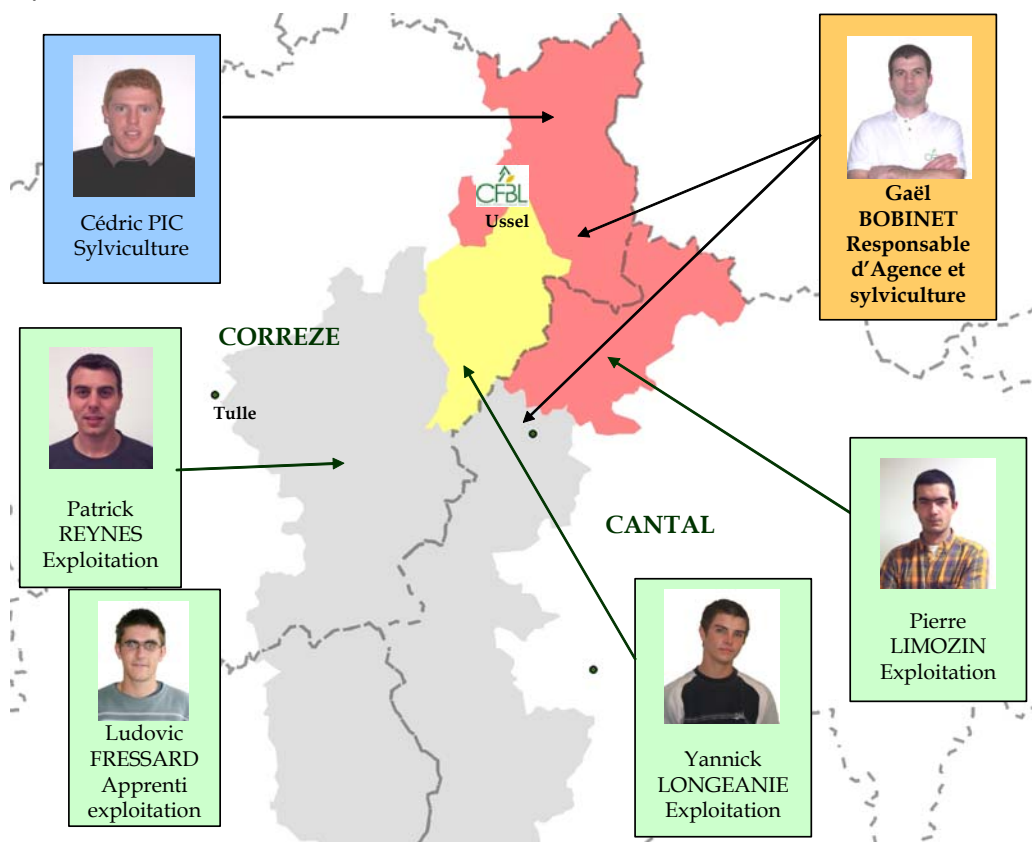 Cédric PIC
Sylviculture
CFBL
Ussel
Gaël
BOBINET
Responsable
d'Agence et
sylviculture
CORREZE
Tulle
Patrick
REYNES
Exploitation
CANTAL
Pierre
LIMOZIN
Exploitation
Ludovic
FRESSARD
Apprenti
exploitation
Yannick
LONGEANIE
Exploitation